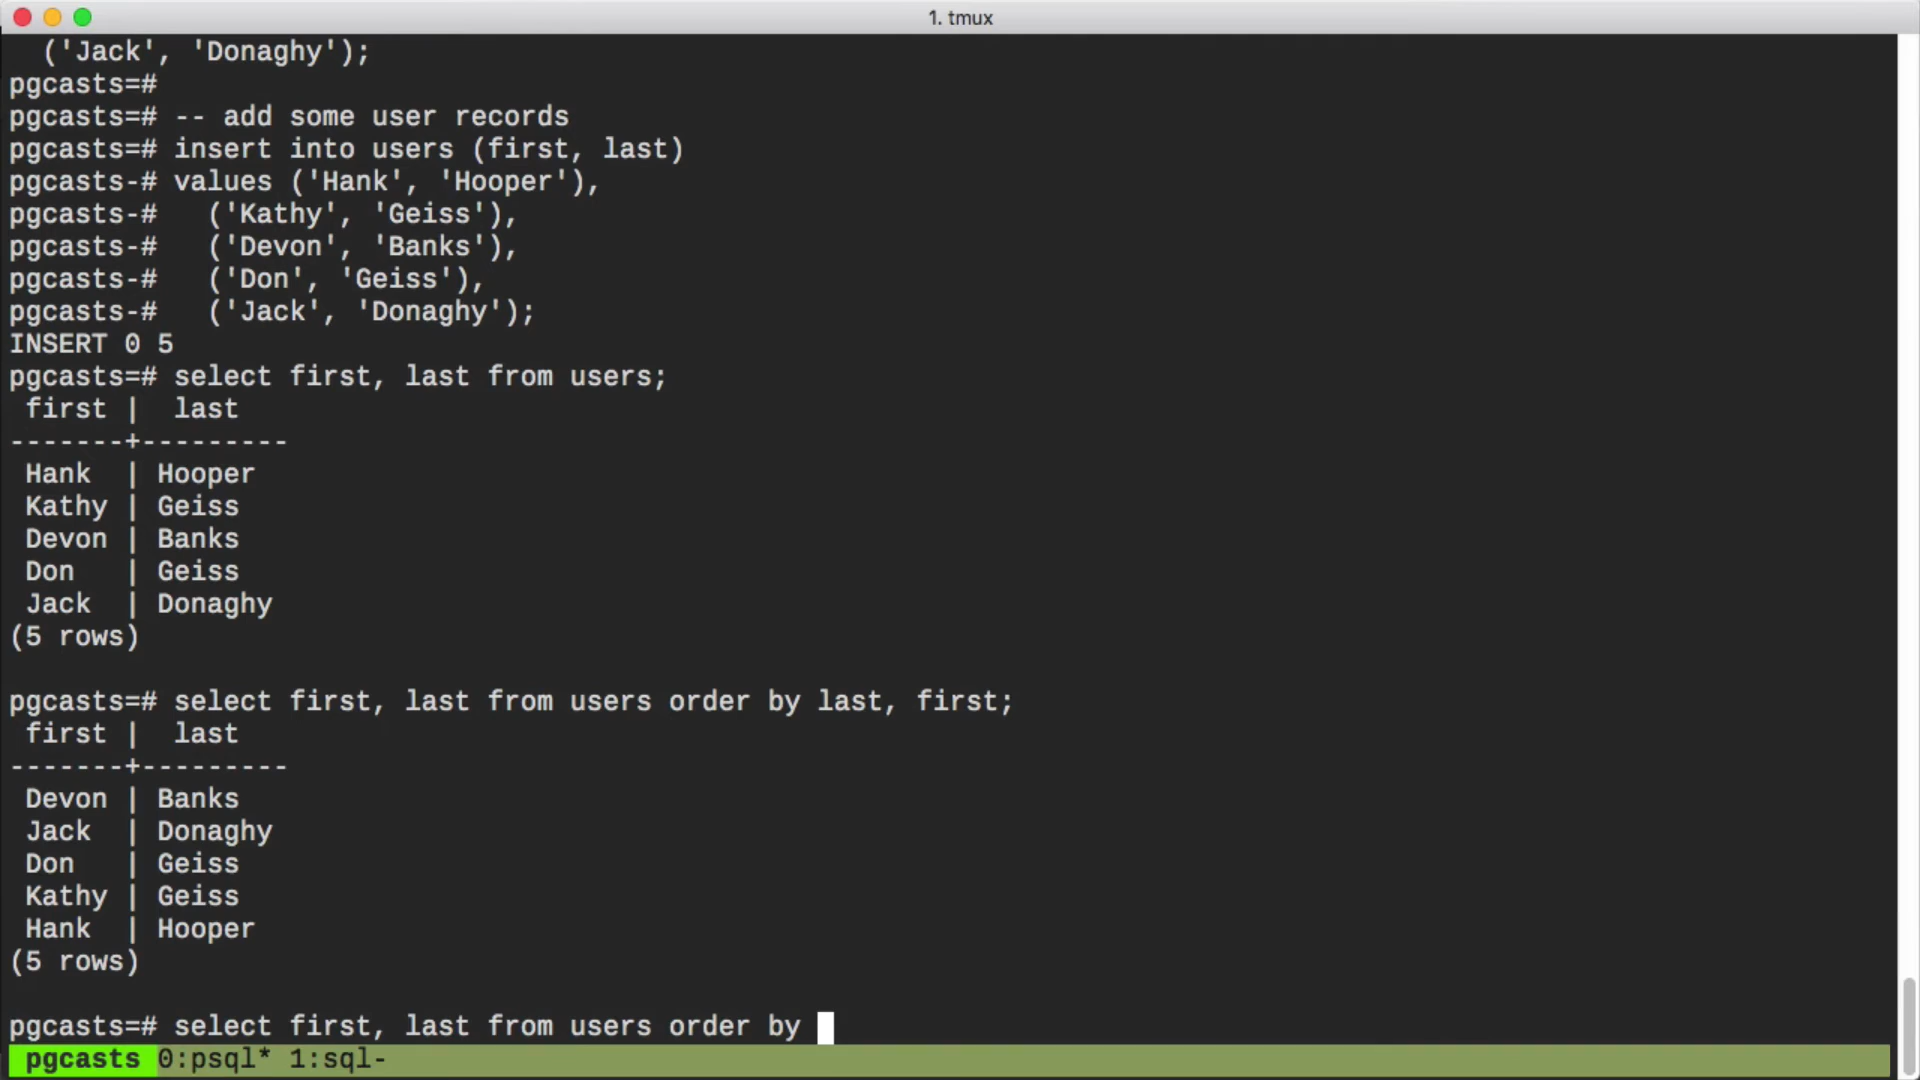 1. tmux
  ('Jack', 'Donaghy');
pgcasts=#
pgcasts=# -- add some user records
pgcasts=# insert into users (first, last)
pgcasts-# values ('Hank', 'Hooper'),
pgcasts-#   ('Kathy', 'Geiss'),
pgcasts-#   ('Devon', 'Banks'),
pgcasts-#   ('Don', 'Geiss'),
pgcasts-#   ('Jack', 'Donaghy');
INSERT 0 5
pgcasts=# select first, last from users;
 first |  last
-------+---------
 Hank  | Hooper
 Kathy | Geiss
 Devon | Banks
 Don   | Geiss
 Jack  | Donaghy
(5 rows)

pgcasts=# select first, last from users order by last, first;
 first |  last
-------+---------
 Devon | Banks
 Jack  | Donaghy
 Don   | Geiss
 Kathy | Geiss
 Hank  | Hooper
(5 rows)

pgcasts=# select first, last from users order by
 pgcasts 0:psql* 1:sql-